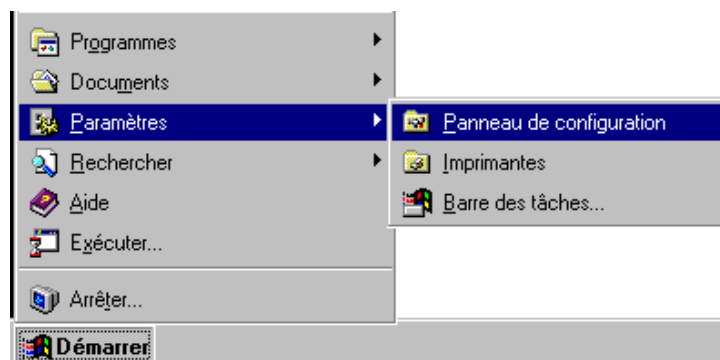 Programmes
Documents
Paramètres
Rechercher
Aide
Exécuter...
Arrêter...
Panneau de configuration
Imprimantes
Barre des tâches...
Démarrer